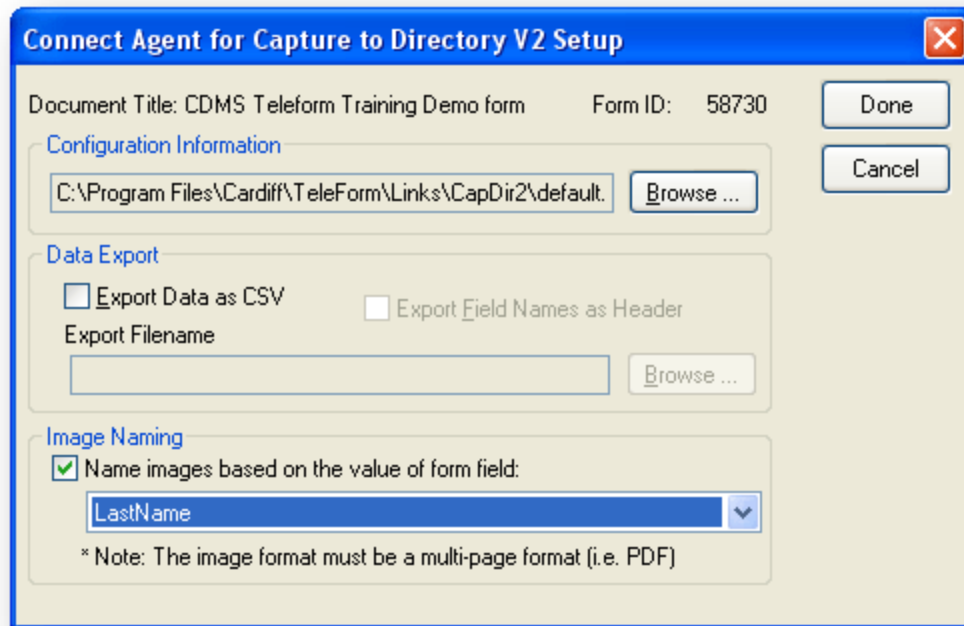 Connect Agent for Capture to Directory V2 Setup
Document Title: CDMS Teleform Training Demo form Form ID: 58730 Done
Configuration Information
C:\Program Files\Cardiff\TeleForm\Links\CapDir2\default. Browse ... Cancel
Data Export
Export Data as CSV Export Field Names as Header
Export Filename
Browse ...
Image Naming
Name images based on the value of form field:
LastName
* Note: The image format must be a multi-page format (i.e. PDF)